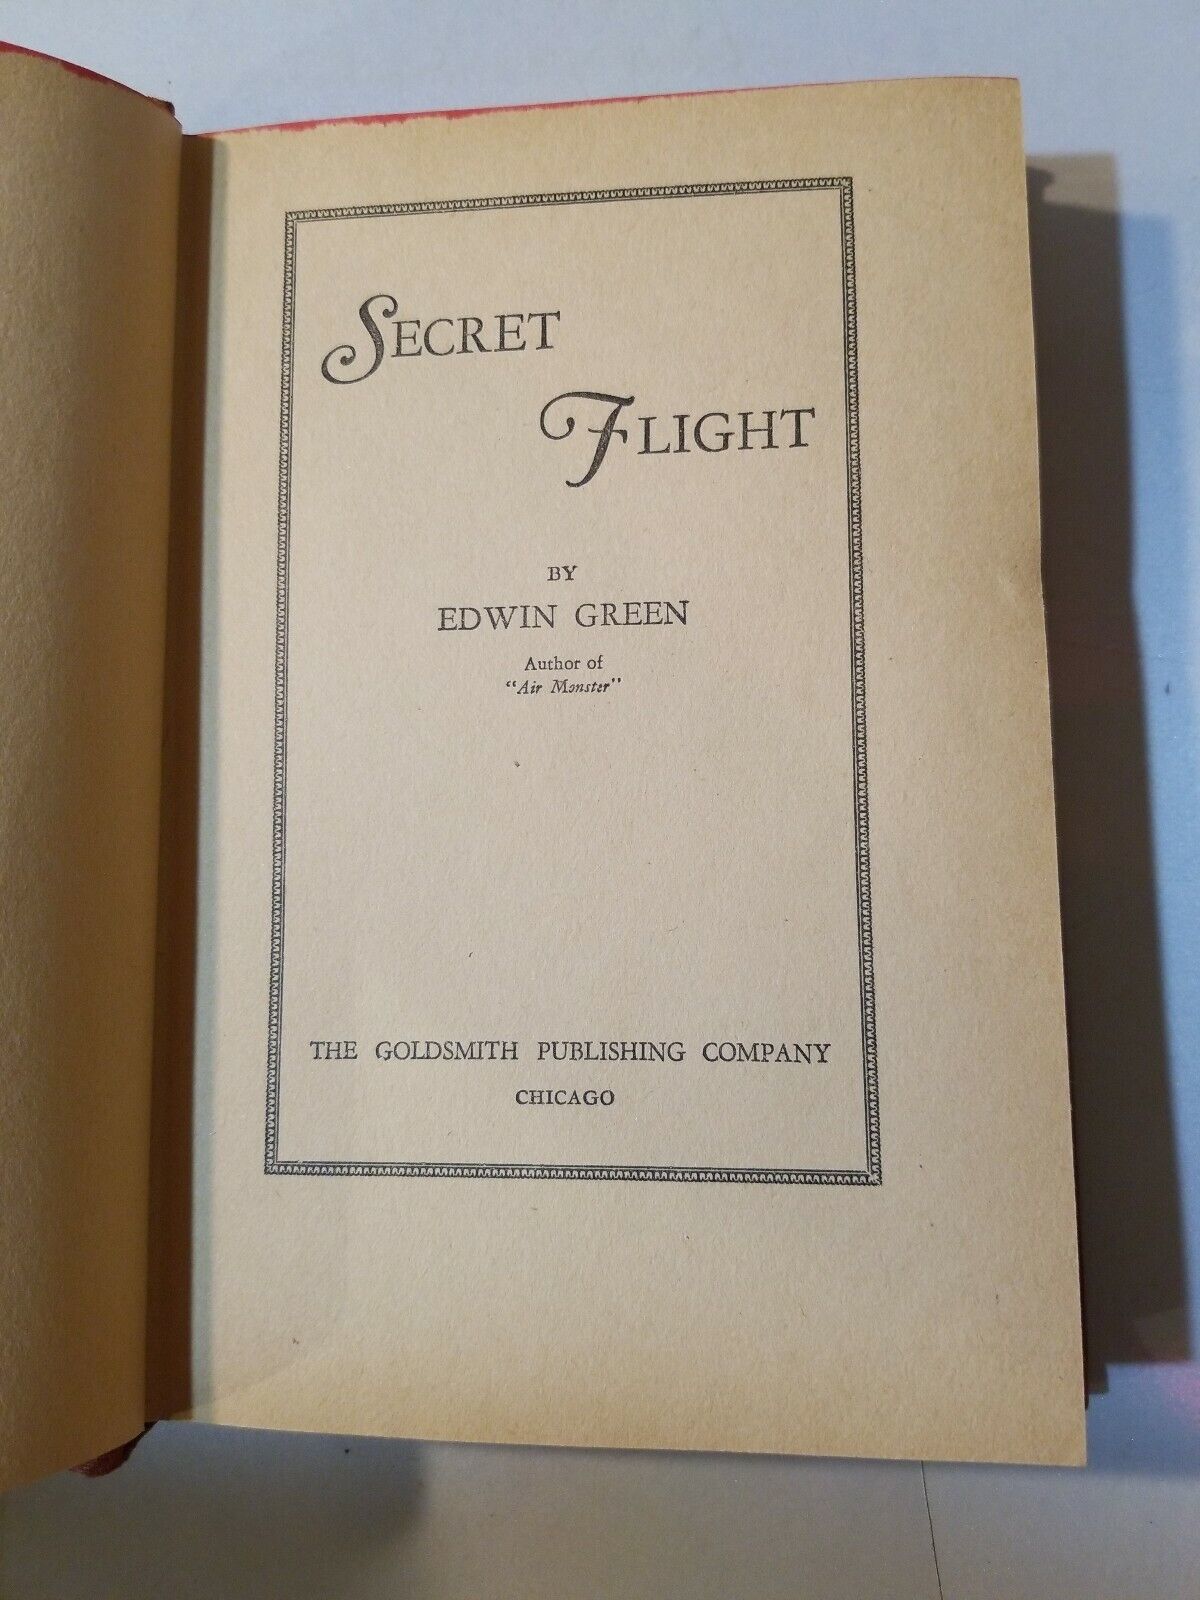 SECRET
FLIGHT
BY
EDWIN GREEN
Author of
"Air Monster"
THE GOLDSMITH PUBLISHING COMPANY
CHICAGO